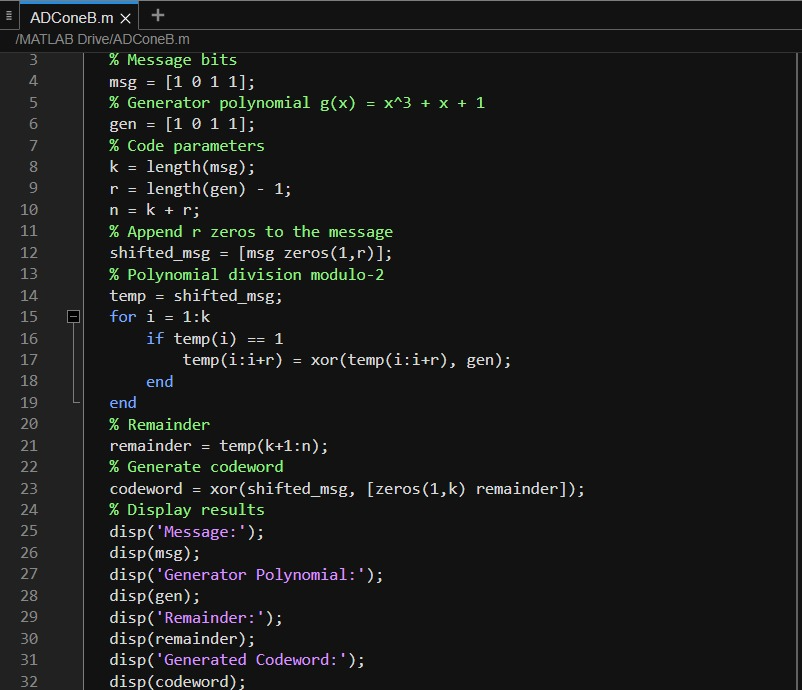 ADConeB.m × +
/MATLAB Drive/ADConeB.m
3 % Message bits
4 msg = [1 0 1 1];
5 % Generator polynomial g(x) = x^3 + x + 1
6 gen = [1 0 1 1];
7 % Code parameters
8 k = length(msg);
9 r = length(gen) - 1;
10 n = k + r;
11 % Append r zeros to the message
12 shifted_msg = [msg zeros(1,r)];
13 % Polynomial division modulo-2
14 temp = shifted_msg;
15 for i = 1:k
16 if temp(i) == 1
17 temp(i:i+r) = xor(temp(i:i+r), gen);
18 end
19 end
20 % Remainder
21 remainder = temp(k+1:n);
22 % Generate codeword
23 codeword = xor(shifted_msg, [zeros(1,k) remainder]);
24 % Display results
25 disp('Message:');
26 disp(msg);
27 disp('Generator Polynomial:');
28 disp(gen);
29 disp('Remainder:');
30 disp(remainder);
31 disp('Generated Codeword:');
32 disp(codeword);